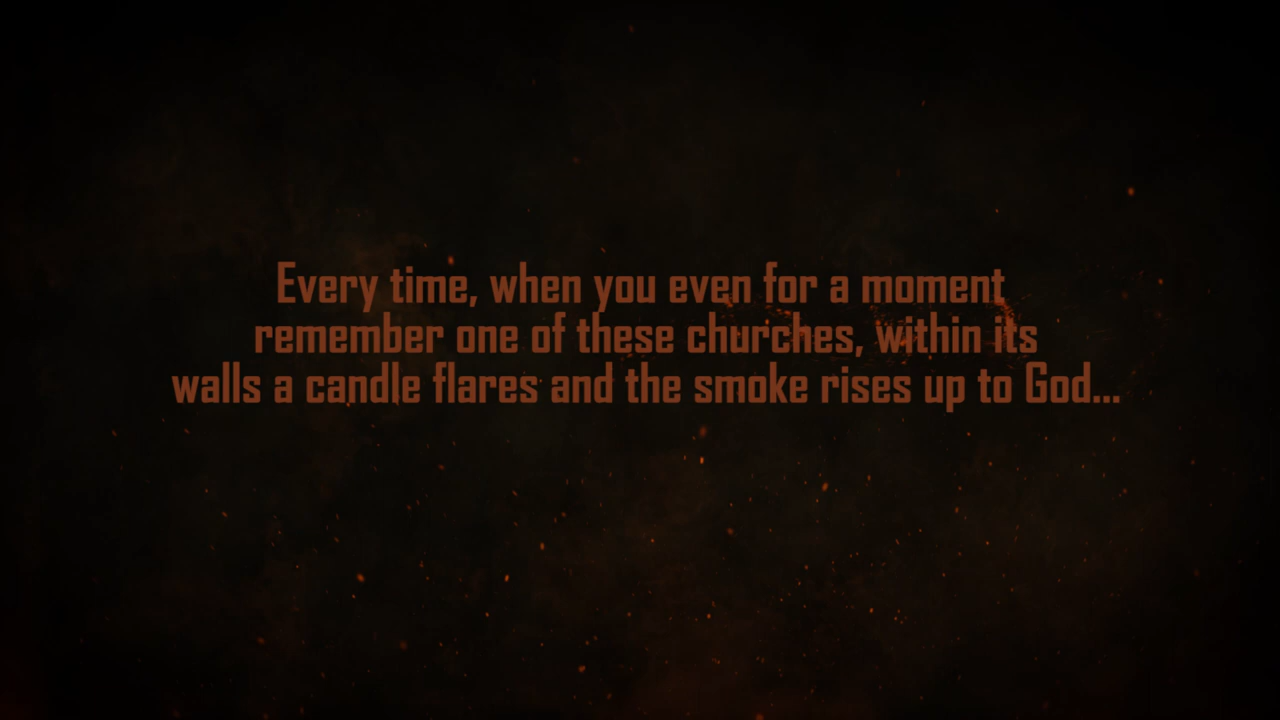 Every time, when you even for a moment
remember one of these churches, within its
walls a candle flares and the smoke rises up to God...